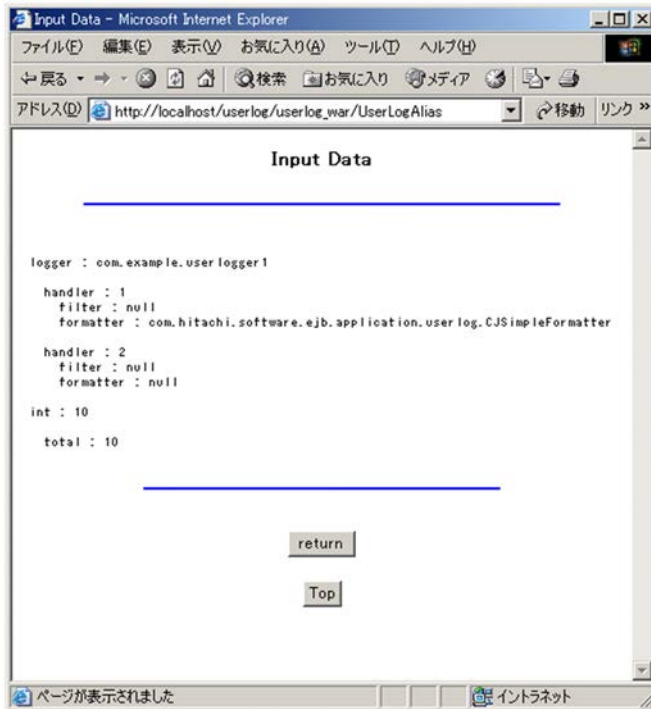 Input Data - Microsoft Internet Explorer
ファイル(F) 編集(E) 表示(V) お気に入り(A) ツール(T) ヘルプ(H)
戻る 検索 お気に入り メディア
アドレス(D) http://localhost/userlog/userlog_war/UserLogAlias 移動 リンク »
Input Data
logger : com.example.userlogger1
handler : 1
filter : null
formatter : com.hitachi.software.ejb.application.userlog.CJSimpleFormatter
handler : 2
filter : null
formatter : null
int : 10
total : 10
return
Top
ページが表示されました イントラネット